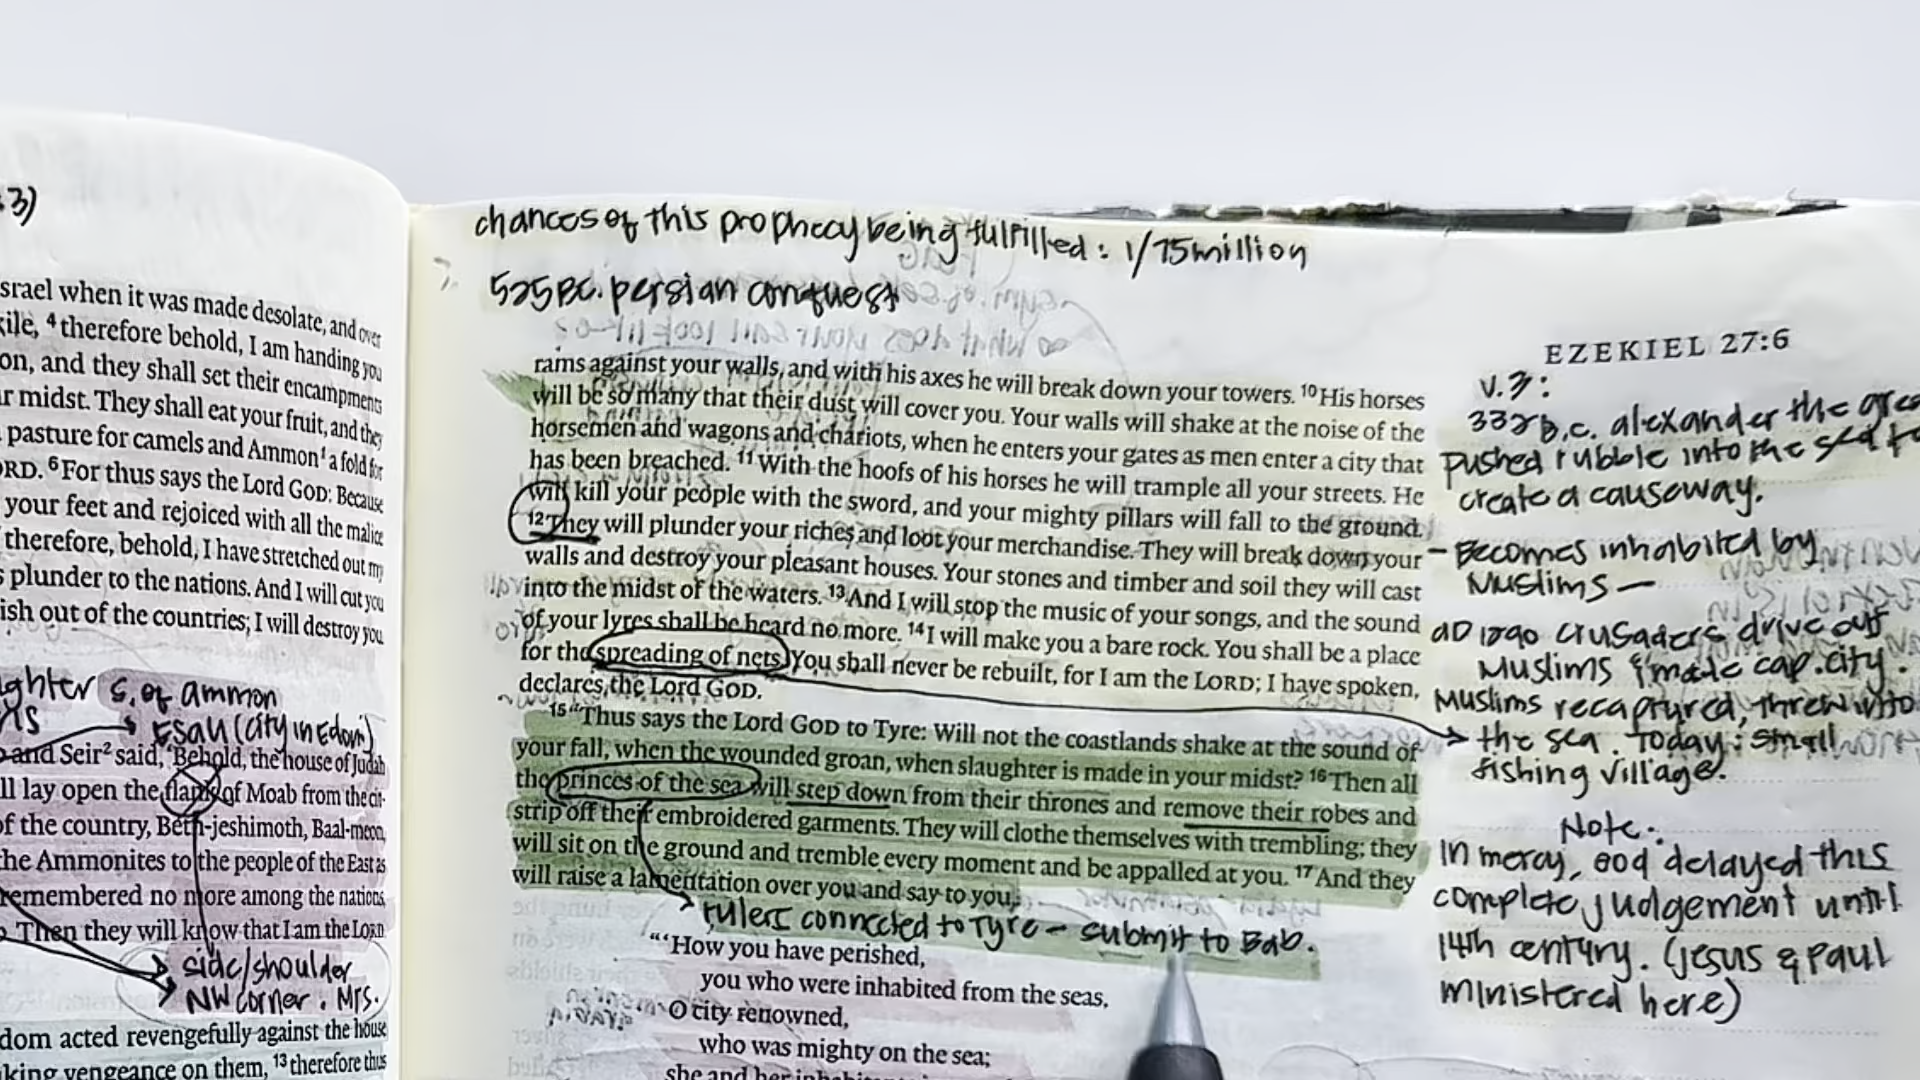 :3)
srael when it was made desolate, and over
xile, 4 therefore behold, I am handing you
on, and they shall set their encampments
r midst. They shall eat your fruit, and they
pasture for camels and Ammon1 a fold for
ORD. 6 For thus says the Lord GOD: Because
your feet and rejoiced with all the malice
therefore, behold, I have stretched out my
s plunder to the nations. And I will cut you
ish out of the countries; I will destroy you
ghter s. of ammon
Esau (city in Edom)
and Seir2 said, 'Behold, the house of Judah
ll lay open the flank of Moab from the cit-
of the country, Beth-jeshimoth, Baal-meon,
he Ammonites to the people of the East as
remembered no more among the nations,
Then they will know that I am the LORD.
side/shoulder
NW corner: Mts.
dom acted revengefully against the house
king vengeance on them, 13 therefore thus
chances of this prophecy being fulfilled: 1/75million
525 BC. persian conquest
rams against your walls, and with his axes he will break down your towers. 10 His horses
will be so many that their dust will cover you. Your walls will shake at the noise of the
horsemen and wagons and chariots, when he enters your gates as men enter a city that
has been breached. 11 With the hoofs of his horses he will trample all your streets. He
will kill your people with the sword, and your mighty pillars will fall to the ground.
12 They will plunder your riches and loot your merchandise. They will break down your
walls and destroy your pleasant houses. Your stones and timber and soil they will cast
into the midst of the waters. 13 And I will stop the music of your songs, and the sound
of your lyres shall be heard no more. 14 I will make you a bare rock. You shall be a place
for the spreading of nets. You shall never be rebuilt, for I am the LORD; I have spoken,
declares the Lord GOD.
15 "Thus says the Lord GOD to Tyre: Will not the coastlands shake at the sound of
your fall, when the wounded groan, when slaughter is made in your midst? 16 Then all
the princes of the sea will step down from their thrones and remove their robes and
strip off their embroidered garments. They will clothe themselves with trembling; they
will sit on the ground and tremble every moment and be appalled at you. 17 And they
will raise a lamentation over you and say to you,
rulers connected to Tyre - submit to Bab.
"'How you have perished,
you who were inhabited from the seas,
O city renowned,
who was mighty on the sea;
she and her
EZEKIEL 27:6
v.3:
332 b.c. alexander the grea
pushed rubble into the sea to
create a causeway.
- Becomes inhabited by
Muslims -
AD 1290 crusaders drive out
Muslims & made cap. city.
Muslims recaptured, threw into
the sea. Today: small
fishing village.
Note:
In mercy, God delayed this
complete judgement until
14th century. (Jesus & Paul
ministered here)